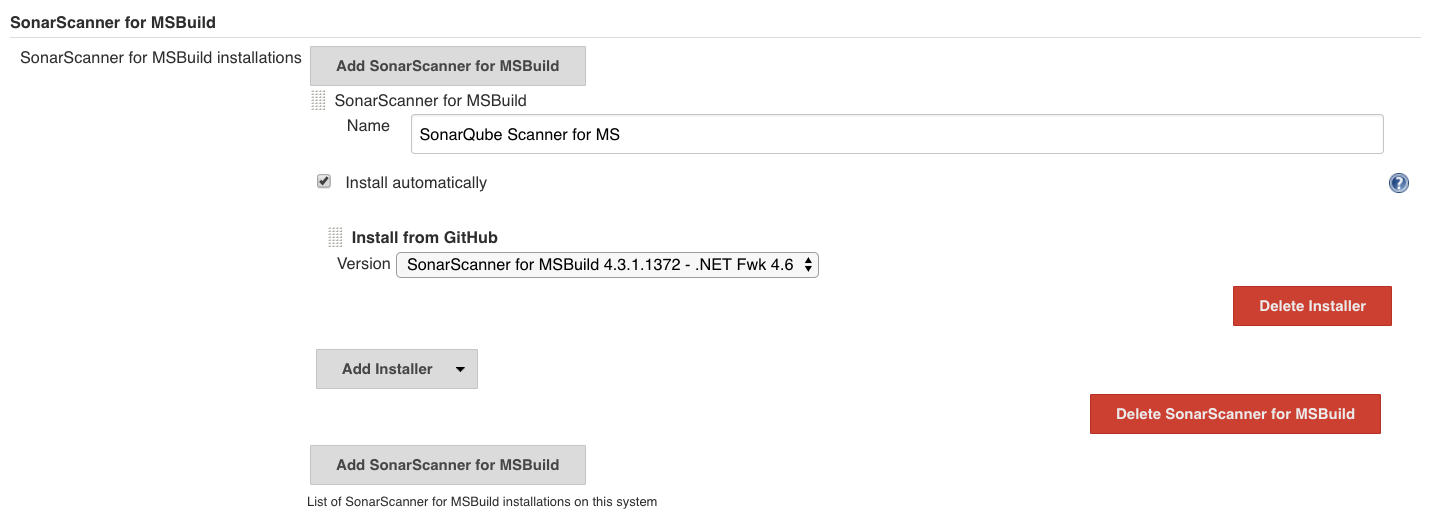 SonarScanner for MSBuild
SonarScanner for MSBuild installations
Add SonarScanner for MSBuild
SonarScanner for MSBuild
Name
SonarQube Scanner for MS
Install automatically
?
Install from GitHub
Version
SonarScanner for MSBuild 4.3.1.1372 - .NET Fwk 4.6
Delete Installer
Add Installer
Delete SonarScanner for MSBuild
Add SonarScanner for MSBuild
List of SonarScanner for MSBuild installations on this system